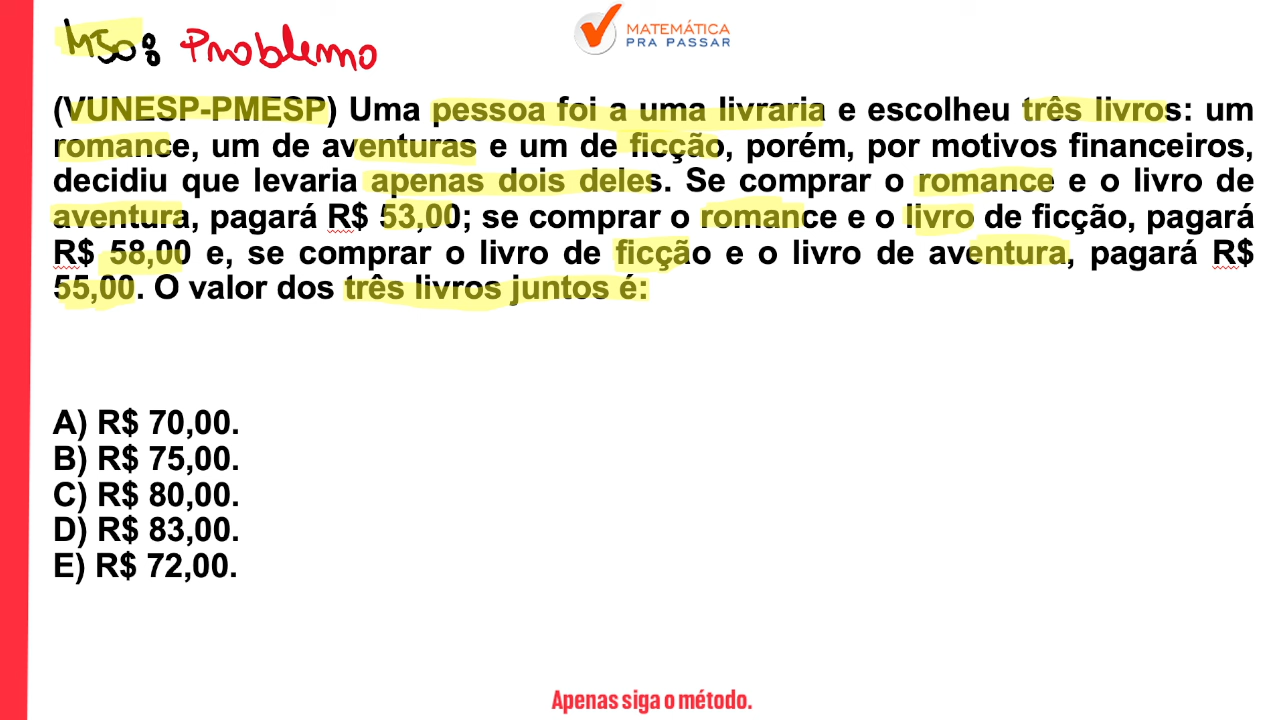 M50: Problema
MATEMÁTICA
PRA PASSAR
(VUNESP-PMESP) Uma pessoa foi a uma livraria e escolheu três livros: um
romance, um de aventuras e um de ficção, porém, por motivos financeiros,
decidiu que levaria apenas dois deles. Se comprar o romance e o livro de
aventura, pagará R$ 53,00; se comprar o romance e o livro de ficção, pagará
R$ 58,00 e, se comprar o livro de ficção e o livro de aventura, pagará R$
55,00. O valor dos três livros juntos é:
A) R$ 70,00.
B) R$ 75,00.
C) R$ 80,00.
D) R$ 83,00.
E) R$ 72,00.
Apenas siga o método.